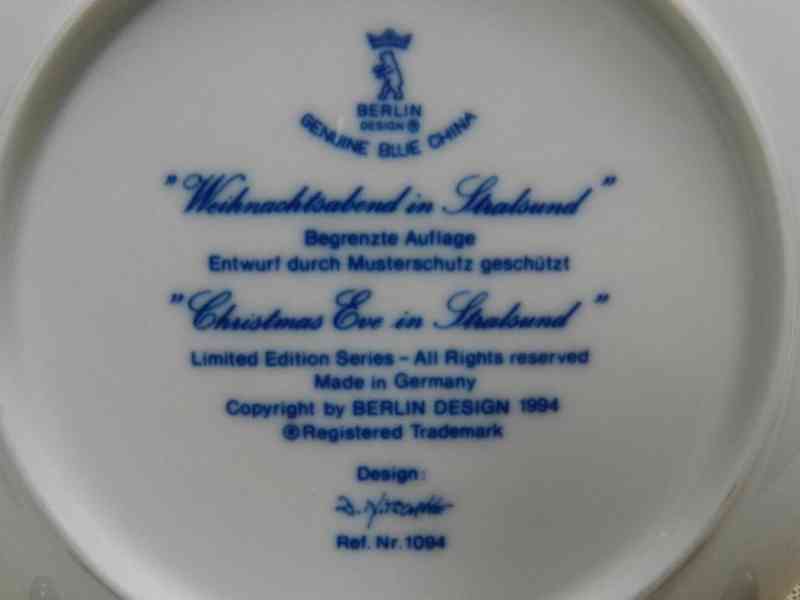 BERLIN
DESIGN ®
GENUINE BLUE CHINA
"Weihnachtsabend in Stralsund"
Begrenzte Auflage
Entwurf durch Musterschutz geschützt
"Christmas Eve in Stralsund"
Limited Edition Series - All Rights reserved
Made in Germany
Copyright by BERLIN DESIGN 1994
®Registered Trademark
Design:
Ref. Nr. 1094